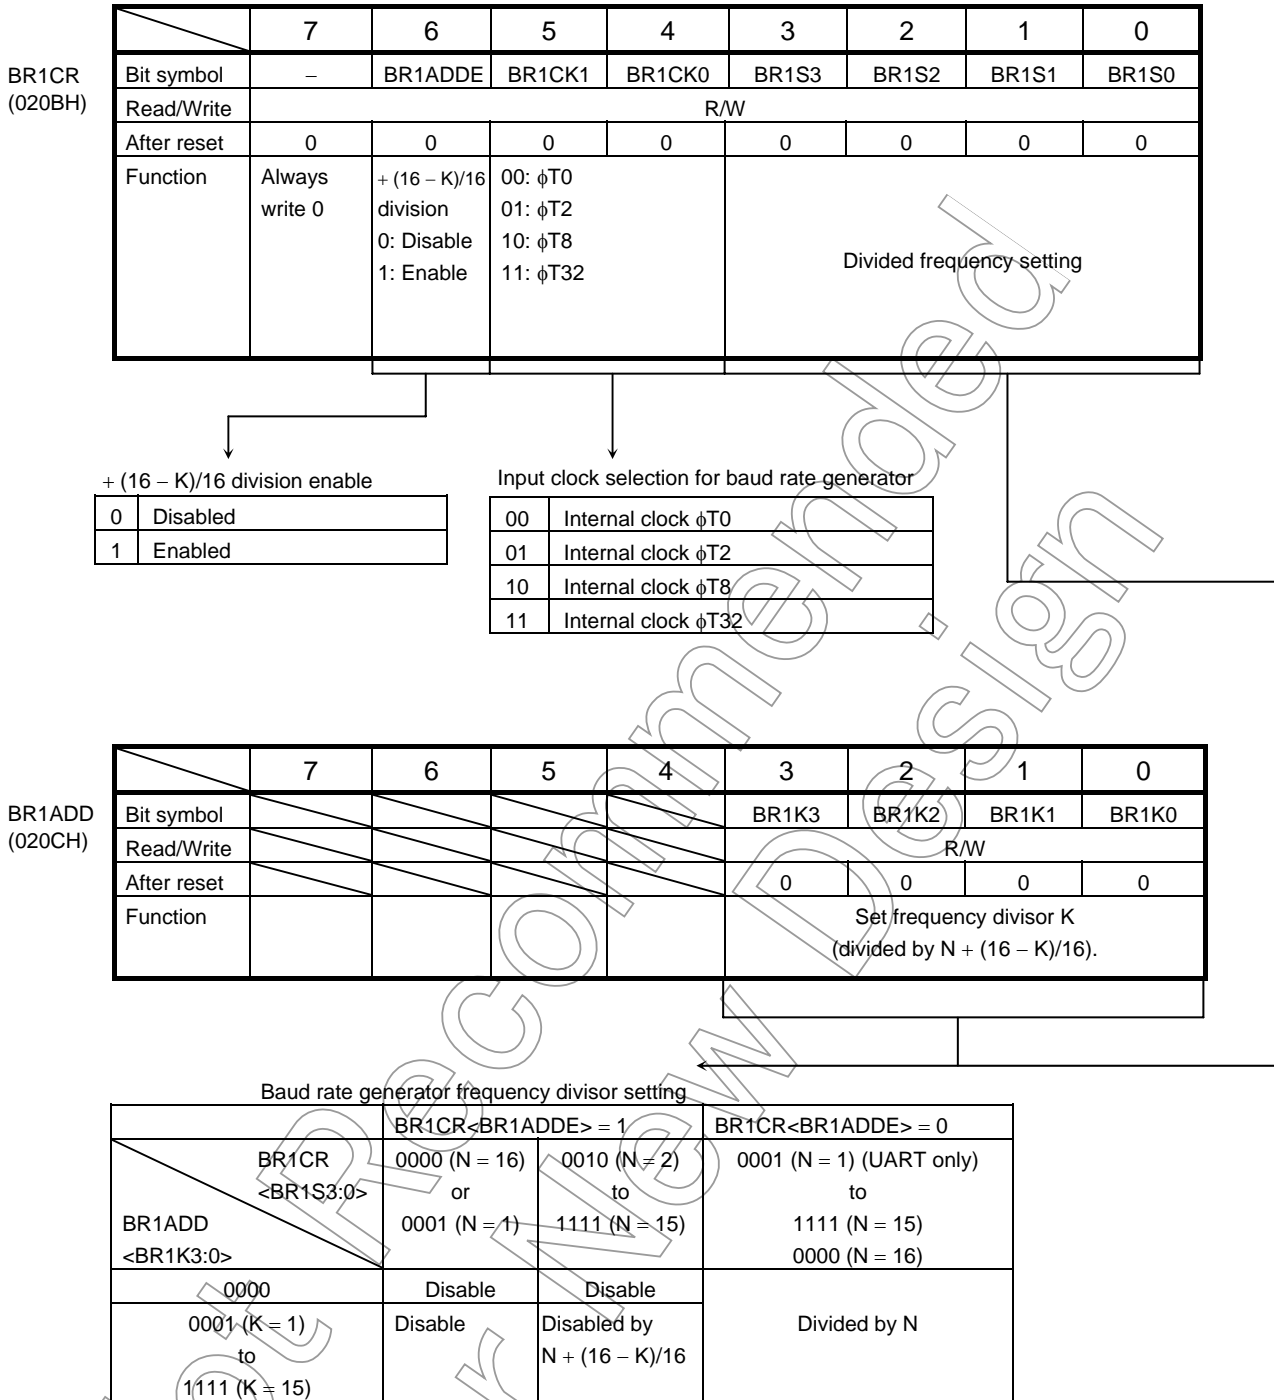 7 6 5 4 3 2 1 0
BR1CR (020BH)
Bit symbol – BR1ADDE BR1CK1 BR1CK0 BR1S3 BR1S2 BR1S1 BR1S0
Read/Write R/W
After reset 0 0 0 0 0 0 0 0
Function Always write 0
+ (16 – K)/16 division
0: Disable
1: Enable
00: ϕT0
01: ϕT2
10: ϕT8
11: ϕT32
Divided frequency setting
+ (16 – K)/16 division enable
0 Disabled
1 Enabled
Input clock selection for baud rate generator
00 Internal clock ϕT0
01 Internal clock ϕT2
10 Internal clock ϕT8
11 Internal clock ϕT32
7 6 5 4 3 2 1 0
BR1ADD (020CH)
Bit symbol BR1K3 BR1K2 BR1K1 BR1K0
Read/Write R/W
After reset 0 0 0 0
Function Set frequency divisor K
(divided by N + (16 – K)/16).
Baud rate generator frequency divisor setting
BR1CR<BR1ADDE> = 1 BR1CR<BR1ADDE> = 0
BR1CR <BR1S3:0>
BR1ADD <BR1K3:0>
0000 (N = 16) or 0001 (N = 1)
0010 (N = 2) to 1111 (N = 15)
0001 (N = 1) (UART only) to 1111 (N = 15) 0000 (N = 16)
0000 Disable Disable
0001 (K = 1) to 1111 (K = 15)
Disable
Disabled by N + (16 – K)/16
Divided by N
Recommended
New Design